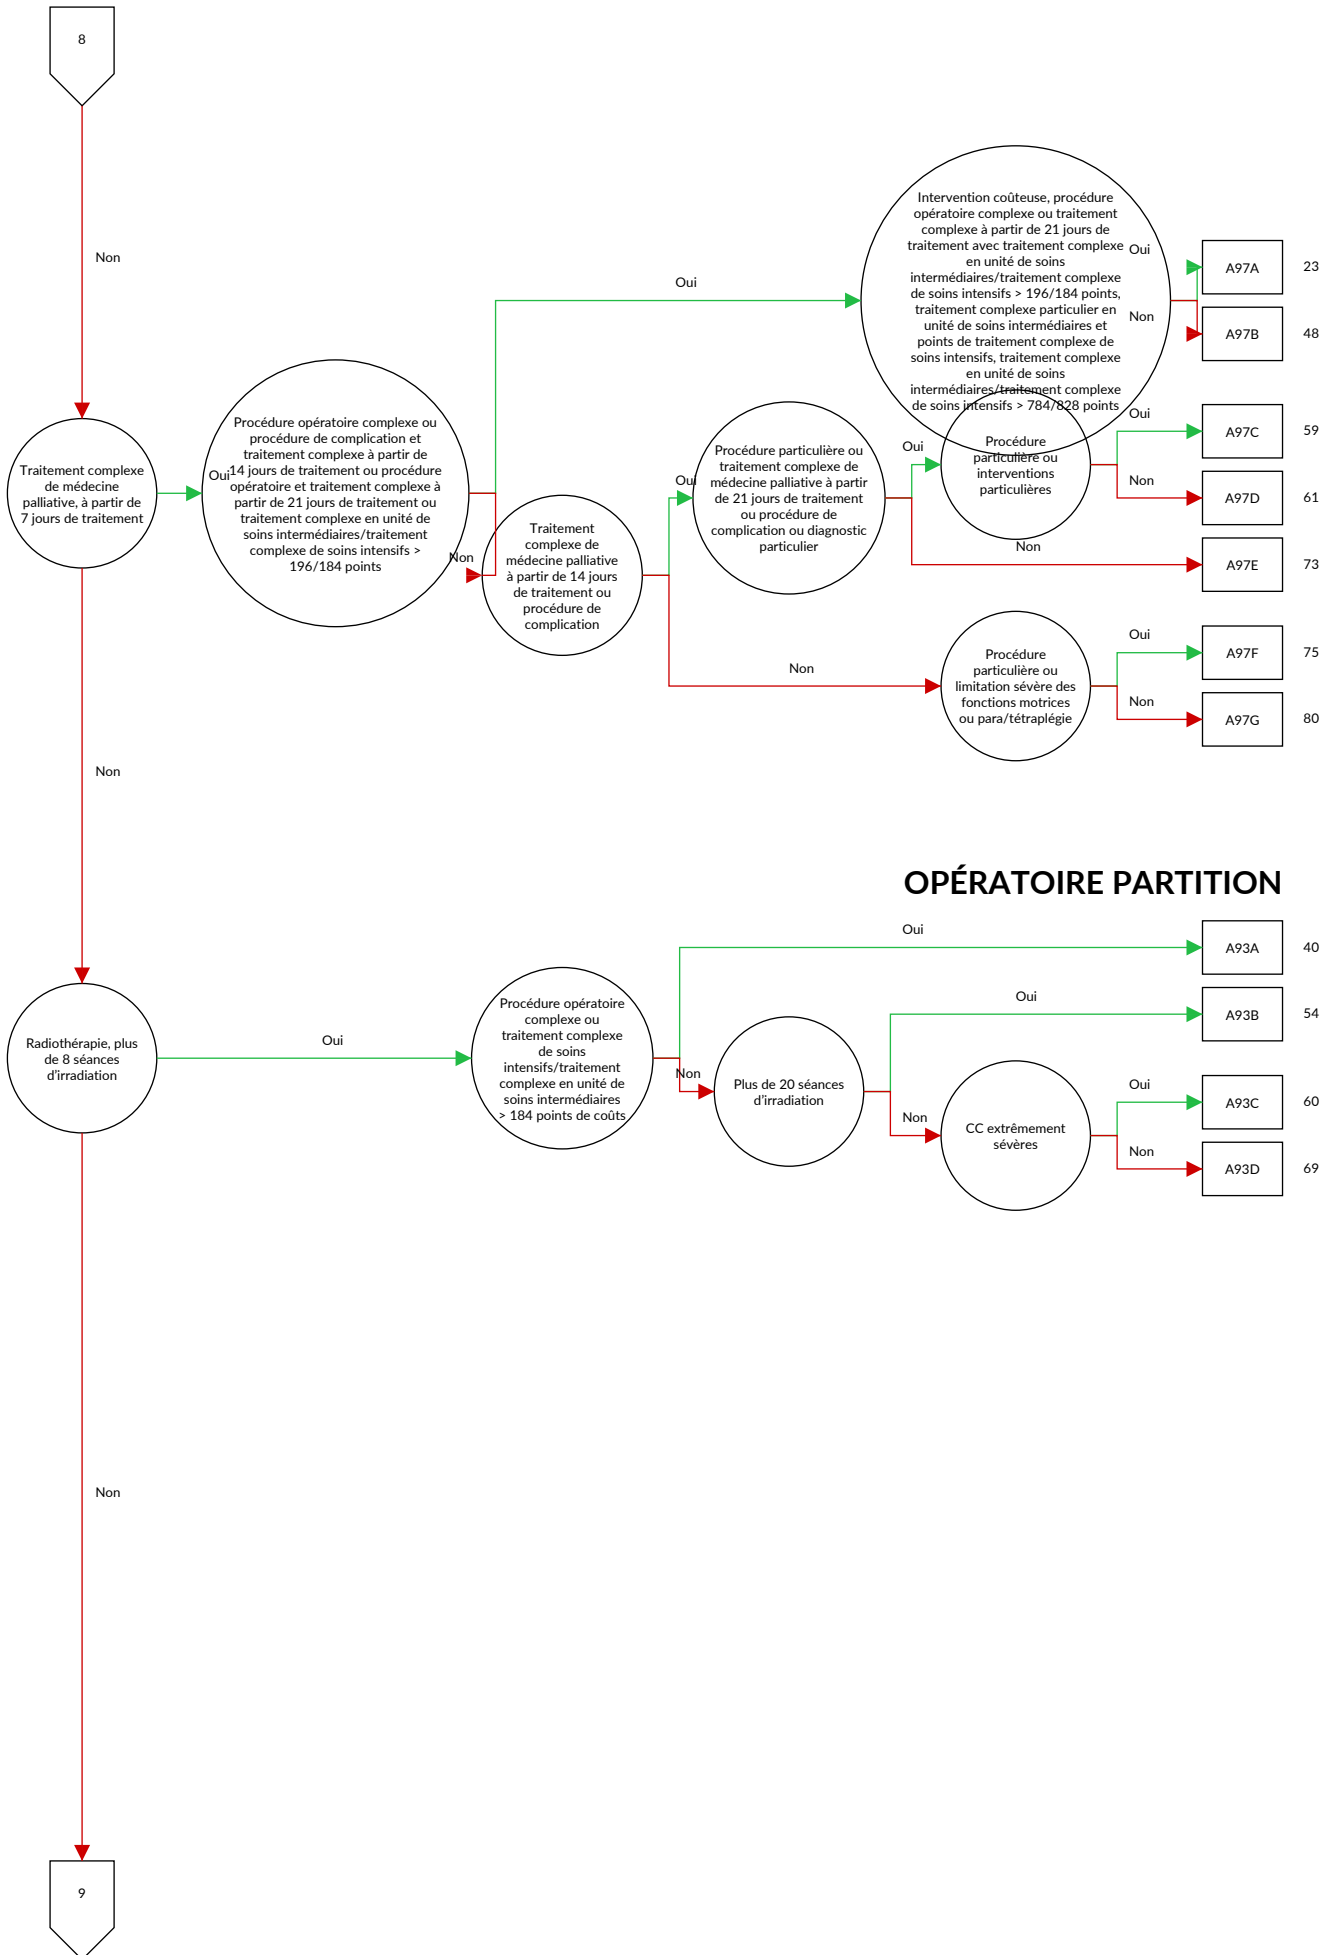 8
Non
Intervention coûteuse, procédure
opératoire complexe ou traitement
complexe à partir de 21 jours de
traitement avec traitement complexe
en unité de soins
intermédiaires/traitement complexe
de soins intensifs > 196/184 points,
traitement complexe particulier en
unité de soins intermédiaires et
points de traitement complexe de
soins intensifs, traitement complexe
en unité de soins
intermédiaires/traitement complexe
de soins intensifs > 784/828 points
Oui
Oui
A97A
23
Non
A97B
48
Traitement complexe
de médecine
palliative, à partir de
7 jours de traitement
Oui
Procédure opératoire complexe ou
procédure de complication et
traitement complexe à partir de
14 jours de traitement ou procédure
opératoire et traitement complexe à
partir de 21 jours de traitement ou
traitement complexe en unité de
soins intermédiaires/traitement
complexe de soins intensifs >
196/184 points
Non
Traitement
complexe de
médecine palliative
à partir de 14 jours
de traitement ou
procédure de
complication
Oui
Procédure particulière ou
traitement complexe de
médecine palliative à partir
de 21 jours de traitement
ou procédure de
complication ou diagnostic
particulier
Oui
Procédure
particulière ou
interventions
particulières
Oui
A97C
59
Non
A97D
61
Non
A97E
73
Non
Procédure
particulière ou
limitation sévère des
fonctions motrices
ou para/tétraplégie
Oui
A97F
75
Non
A97G
80
Non
OPÉRATOIRE PARTITION
Radiothérapie, plus
de 8 séances
d'irradiation
Oui
Procédure opératoire
complexe ou
traitement complexe
de soins
intensifs/traitement
complexe en unité de
soins intermédiaires
> 184 points de coûts
Oui
A93A
40
Non
Plus de 20 séances
d'irradiation
Oui
A93B
54
Non
CC extrêmement
sévères
Oui
A93C
60
Non
A93D
69
Non
9